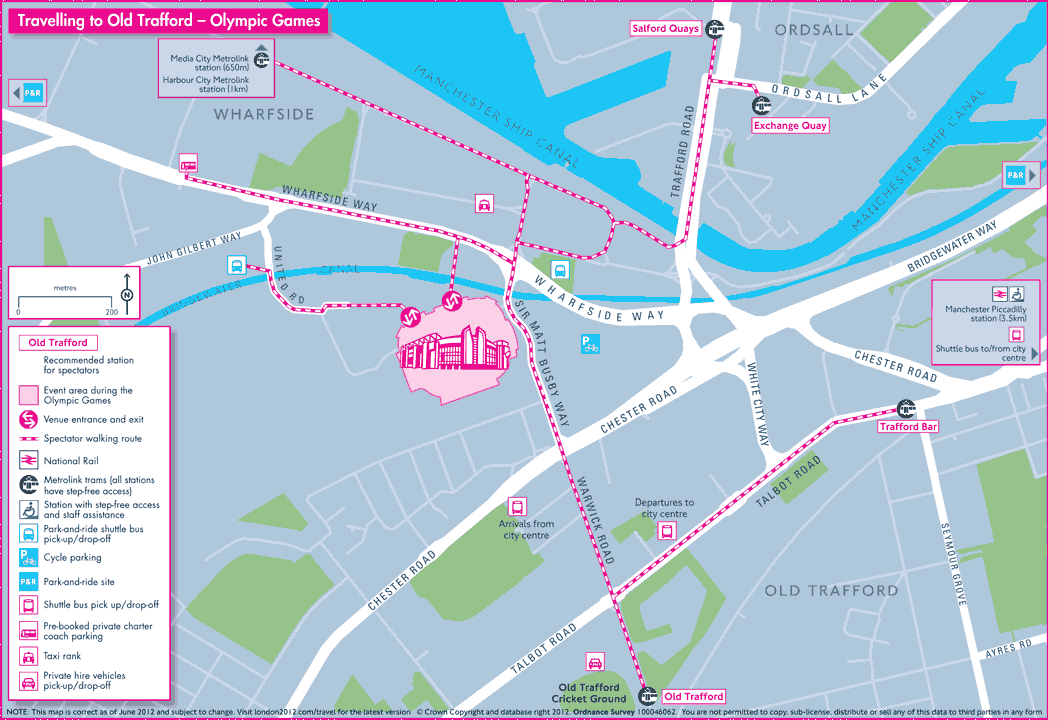 Travelling to Old Trafford – Olympic Games
Salford Quays
ORDSALL
Media City Metrolink
station (650m)
Harbour City Metrolink
station (1km)
P&R
WHARFSIDE
MANCHESTER SHIP CANAL
ORDSALL LANE
Exchange Quay
TRAFFORD ROAD
MANCHESTER SHIP CANAL
P&R
WHARFSIDE WAY
JOHN GILBERT WAY
UNITED RD
BRIDGEWATER CANAL
BRIDGEWATER WAY
metres
0 200
N
WHARFSIDE WAY
SIR MATT BUSBY WAY
P
Manchester Piccadilly
station (3.5km)
Shuttle bus to/from city
centre
CHESTER ROAD
WHITE CITY WAY
CHESTER ROAD
Trafford Bar
TALBOT ROAD
WARWICK ROAD
Arrivals from
city centre
Departures to
city centre
CHESTER ROAD
SEYMOUR GROVE
OLD TRAFFORD
TALBOT ROAD
AYRES RD
Old Trafford
Cricket Ground
Old Trafford
Old Trafford
Recommended station
for spectators
Event area during the
Olympic Games
Venue entrance and exit
Spectator walking route
National Rail
Metrolink trams (all stations
have step-free access)
Station with step-free access
and staff assistance
Park-and-ride shuttle bus
pick-up/drop-off
P
Cycle parking
P&R
Park-and-ride site
Shuttle bus pick up/drop-off
Pre-booked private charter
coach parking
Taxi rank
Private hire vehicles
pick-up/drop-off
NOTE: This map is correct as of June 2012 and subject to change. Visit london2012.com/travel for the latest version © Crown Copyright and database right 2012. Ordnance Survey 100046062. You are not permitted to copy, sub-license, distribute or sell any of this data to third parties in any form